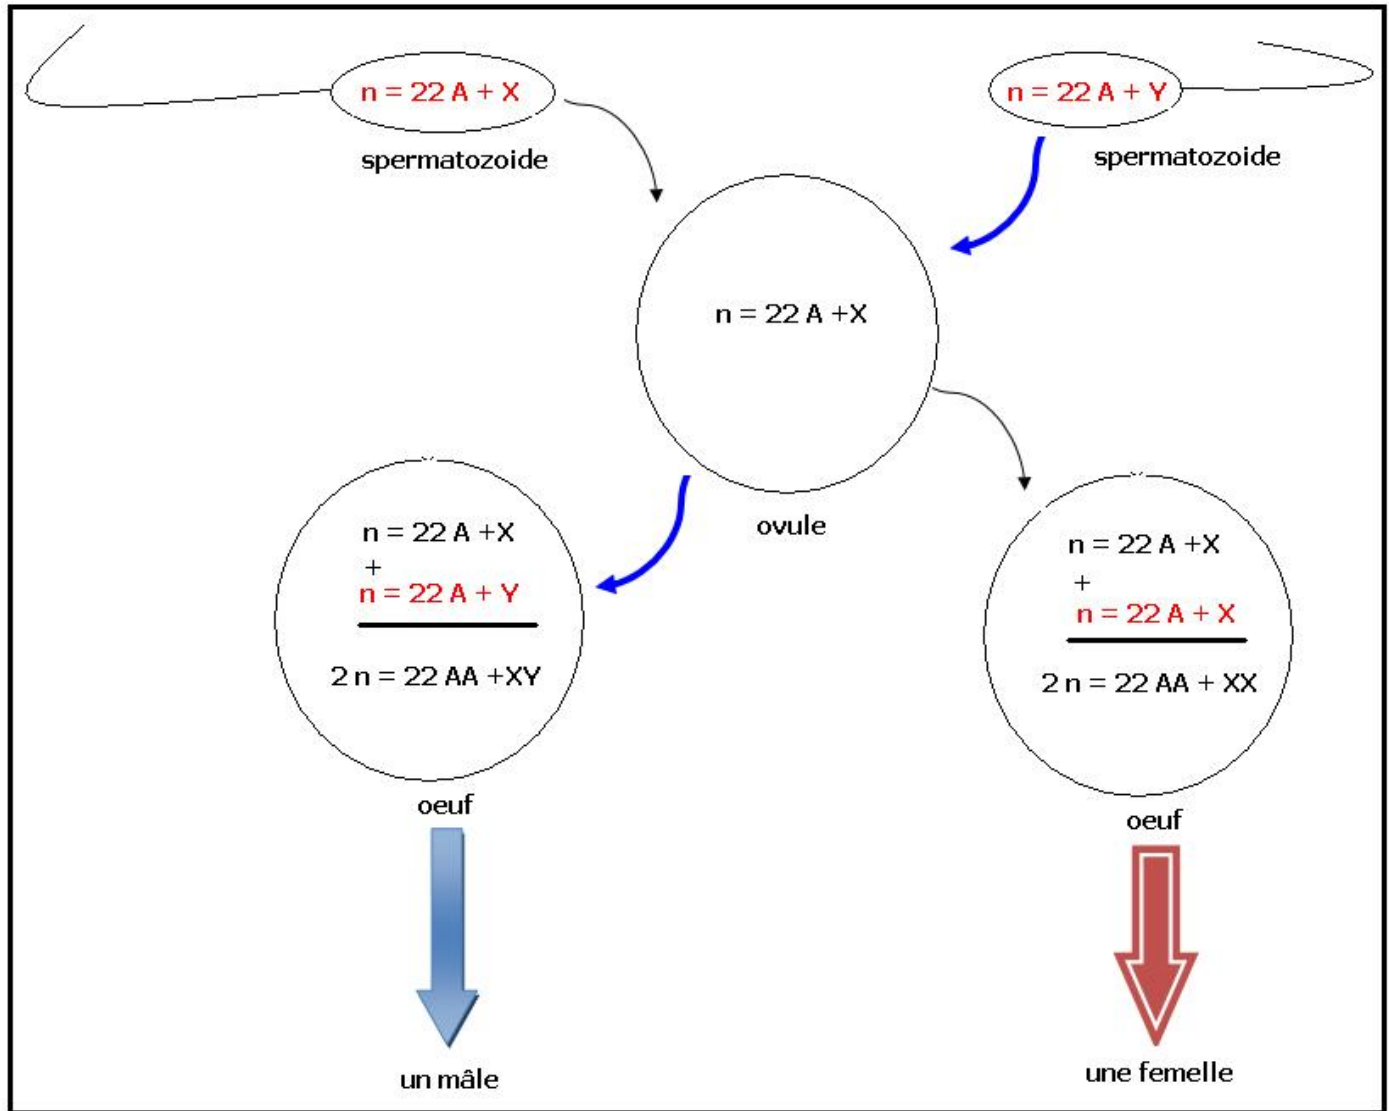 n = 22 A + X
spermatozoide
n = 22 A + Y
spermatozoide
n = 22 A +X
ovule
n = 22 A +X
+
n = 22 A + Y
2 n = 22 AA +XY
oeuf
un mâle
n = 22 A +X
+
n = 22 A + X
2 n = 22 AA + XX
oeuf
une femelle